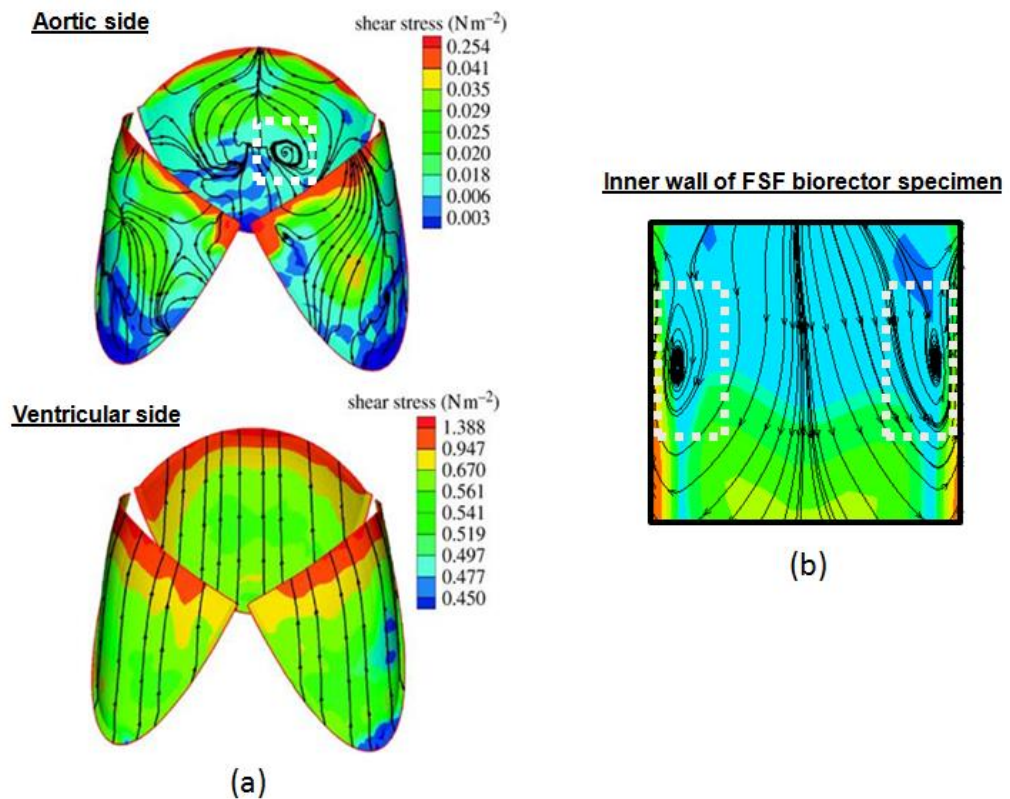 Aortic side
shear stress (N m−2)
0.254
0.041
0.035
0.029
0.025
0.020
0.018
0.006
0.003
Inner wall of FSF biorector specimen
Ventricular side
shear stress (N m−2)
1.388
0.947
0.670
0.561
0.541
0.519
0.497
0.477
0.450
(b)
(a)